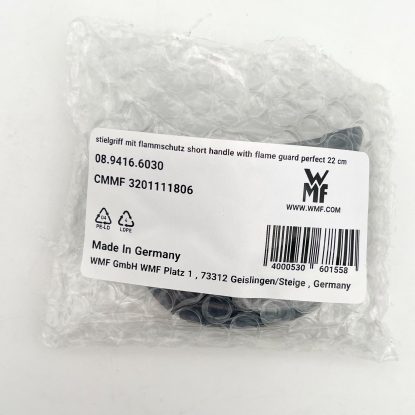 stielgriff mit flammschutz short handle with flame guard perfect 22 cm
08.9416.6030
CMMF 3201111806
WMF
WWW.WMF.COM
04
PE-LD
4
LDPE
Made In Germany
WMF GmbH WMF Platz 1 , 73312 Geislingen/Steige , Germany
4000530 601558